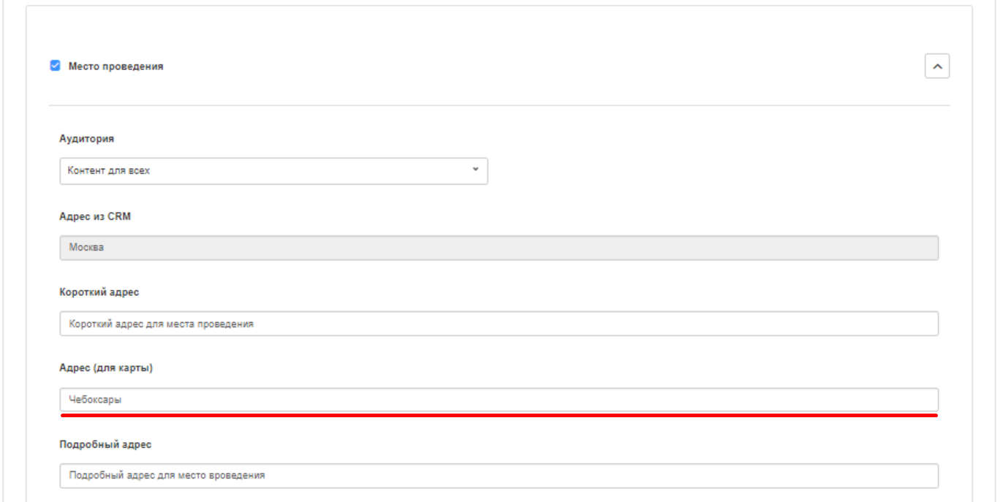 Место проведения
Аудитория
Контент для всех
Адрес из CRM
Москва
Короткий адрес
Короткий адрес для места проведения
Адрес (для карты)
Чебоксары
Подробный адрес
Подробный адрес для место вроведения